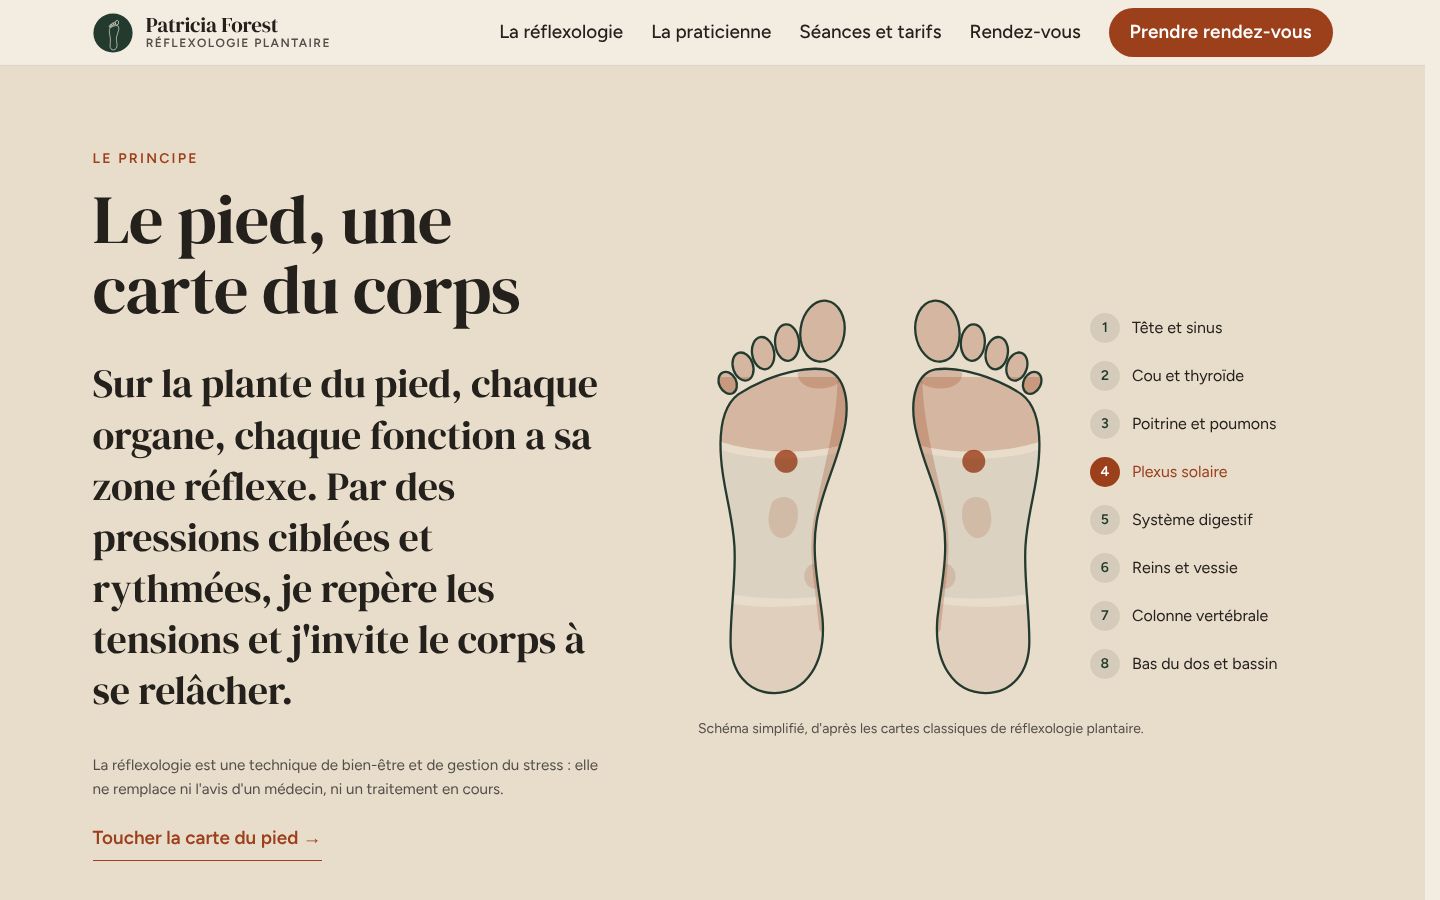 Patricia Forest
RÉFLEXOLOGIE PLANTAIRE
La réflexologie
La praticienne
Séances et tarifs
Rendez-vous
Prendre rendez-vous
LE PRINCIPE
Le pied, une
carte du corps
Sur la plante du pied, chaque
organe, chaque fonction a sa
zone réflexe. Par des
pressions ciblées et
rythmées, je repère les
tensions et j'invite le corps à
se relâcher.
La réflexologie est une technique de bien-être et de gestion du stress : elle
ne remplace ni l'avis d'un médecin, ni un traitement en cours.
Toucher la carte du pied →
1 Tête et sinus
2 Cou et thyroïde
3 Poitrine et poumons
4 Plexus solaire
5 Système digestif
6 Reins et vessie
7 Colonne vertébrale
8 Bas du dos et bassin
Schéma simplifié, d'après les cartes classiques de réflexologie plantaire.